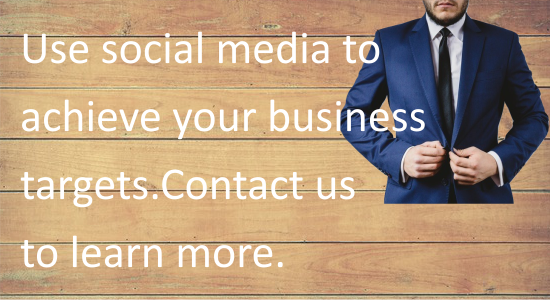 Use social media to
achieve your business
targets.Contact us
to learn more.